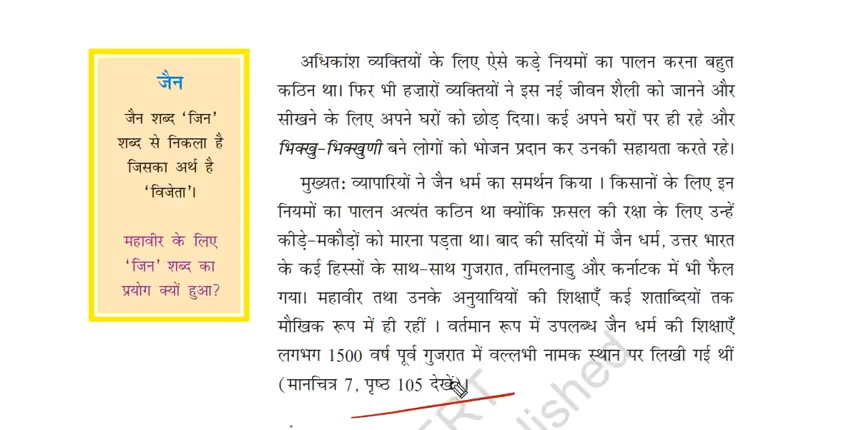 जैन
जैन शब्द ‘जिन’
शब्द से निकला है
जिसका अर्थ है
‘विजेता’।
महावीर के लिए
‘जिन’ शब्द का
प्रयोग क्यों हुआ?
अधिकांश व्यक्तियों के लिए ऐसे कड़े नियमों का पालन करना बहुत
कठिन था। फिर भी हज़ारों व्यक्तियों ने इस नई जीवन शैली को जानने और
सीखने के लिए अपने घरों को छोड़ दिया। कई अपने घरों पर ही रहे और
भिक्खु-भिक्खुणी बने लोगों को भोजन प्रदान कर उनकी सहायता करते रहे।
मुख्यत: व्यापारियों ने जैन धर्म का समर्थन किया । किसानों के लिए इन
नियमों का पालन अत्यंत कठिन था क्योंकि फ़सल की रक्षा के लिए उन्हें
कीड़े-मकौड़ों को मारना पड़ता था। बाद की सदियों में जैन धर्म, उत्तर भारत
के कई हिस्सों के साथ-साथ गुजरात, तमिलनाडु और कर्नाटक में भी फैल
गया। महावीर तथा उनके अनुयायियों की शिक्षाएँ कई शताब्दियों तक
मौखिक रूप में ही रहीं । वर्तमान रूप में उपलब्ध जैन धर्म की शिक्षाएँ
लगभग 1500 वर्ष पूर्व गुजरात में वल्लभी नामक स्थान पर लिखी गई थीं
(मानचित्र 7, पृष्ठ 105 देखें)।